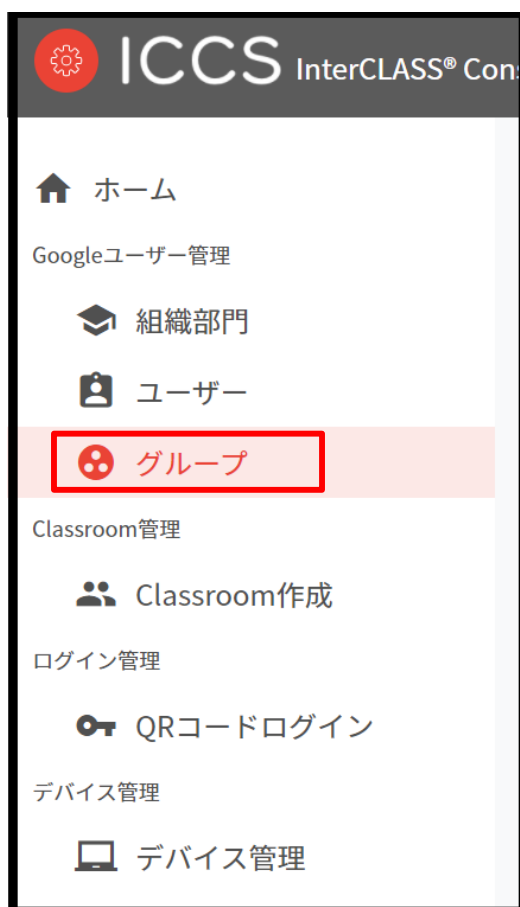 ICCS InterCLASS® Con
ホーム
Googleユーザー管理
組織部門
ユーザー
グループ
Classroom管理
Classroom作成
ログイン管理
QRコードログイン
デバイス管理
デバイス管理